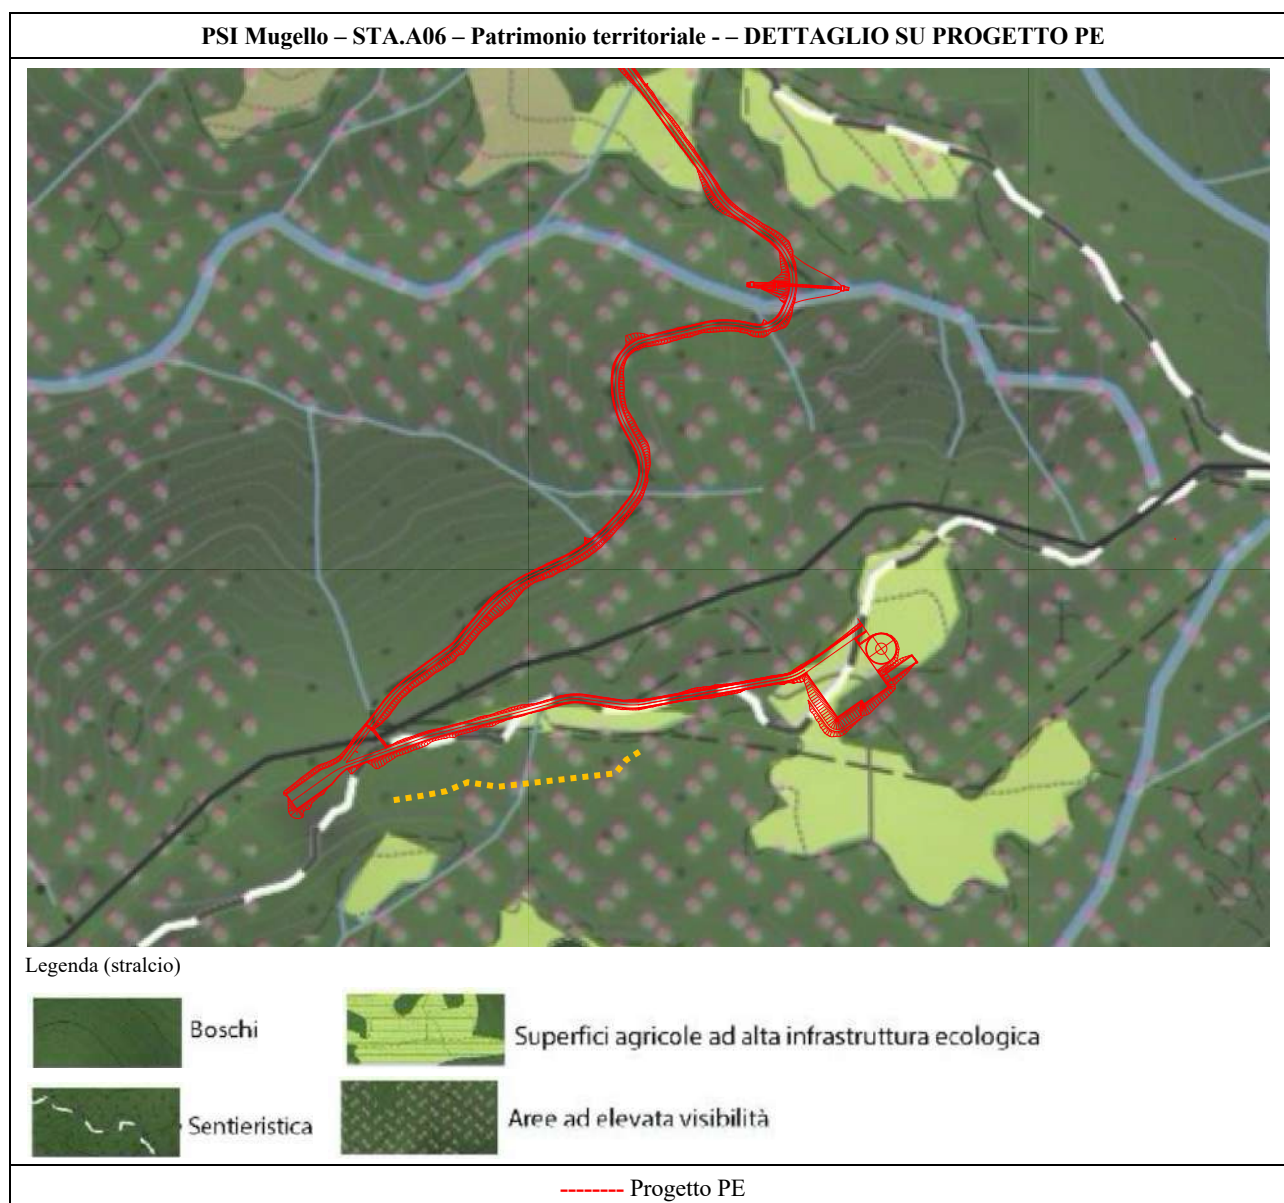 PSI Mugello – STA.A06 – Patrimonio territoriale - – DETTAGLIO SU PROGETTO PE
Legenda (stralcio)
Boschi
Superfici agricole ad alta infrastruttura ecologica
Sentieristica
Aree ad elevata visibilità
-------- Progetto PE